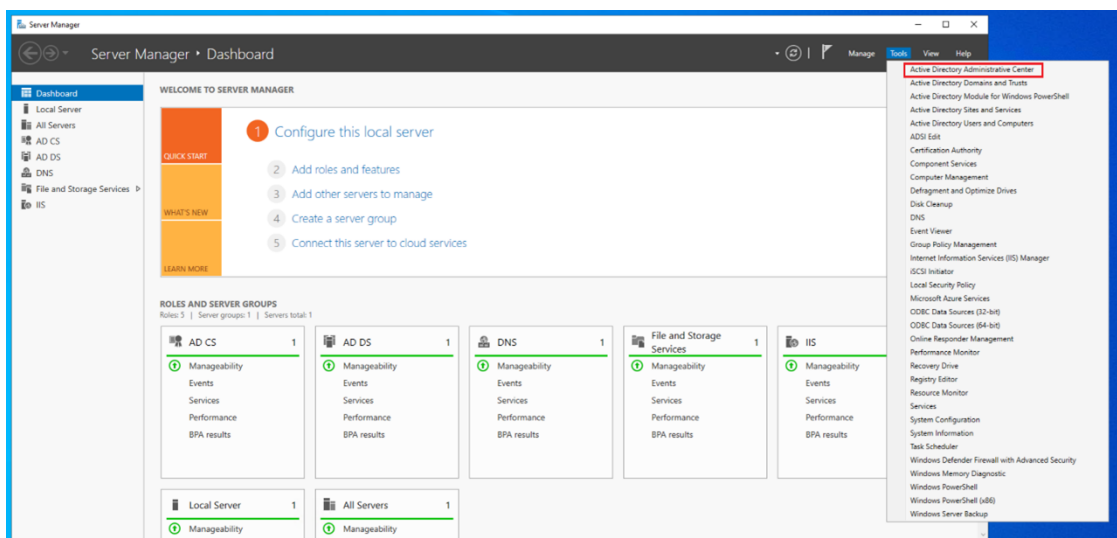 Server Manager
Server Manager • Dashboard
Manage Tools View Help
Dashboard
Local Server
All Servers
AD CS
AD DS
DNS
File and Storage Services
IIS
WELCOME TO SERVER MANAGER
QUICK START
WHAT'S NEW
LEARN MORE
1 Configure this local server
2 Add roles and features
3 Add other servers to manage
4 Create a server group
5 Connect this server to cloud services
ROLES AND SERVER GROUPS
Roles: 5 | Server groups: 1 | Servers total: 1
AD CS 1
Manageability
Events
Services
Performance
BPA results
AD DS 1
Manageability
Events
Services
Performance
BPA results
DNS 1
Manageability
Events
Services
Performance
BPA results
File and Storage
Services 1
Manageability
Events
Services
Performance
BPA results
IIS
Manageability
Events
Services
Performance
BPA results
Local Server 1
Manageability
All Servers 1
Manageability
Active Directory Administrative Center
Active Directory Domains and Trusts
Active Directory Module for Windows PowerShell
Active Directory Sites and Services
Active Directory Users and Computers
ADSI Edit
Certification Authority
Component Services
Computer Management
Defragment and Optimize Drives
Disk Cleanup
DNS
Event Viewer
Group Policy Management
Internet Information Services (IIS) Manager
iSCSI Initiator
Local Security Policy
Microsoft Azure Services
ODBC Data Sources (32-bit)
ODBC Data Sources (64-bit)
Online Responder Management
Performance Monitor
Recovery Drive
Registry Editor
Resource Monitor
Services
System Configuration
System Information
Task Scheduler
Windows Defender Firewall with Advanced Security
Windows Memory Diagnostic
Windows PowerShell
Windows PowerShell (x86)
Windows Server Backup